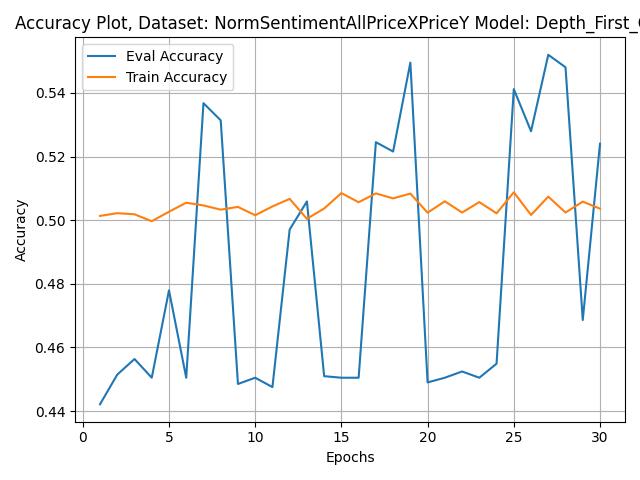 Accuracy Plot, Dataset: NormSentimentAllPriceXPriceY Model: Depth_First_
Eval Accuracy
Train Accuracy
Accuracy
0.54
0.52
0.50
0.48
0.46
0.44
0 5 10 15 20 25 30
Epochs